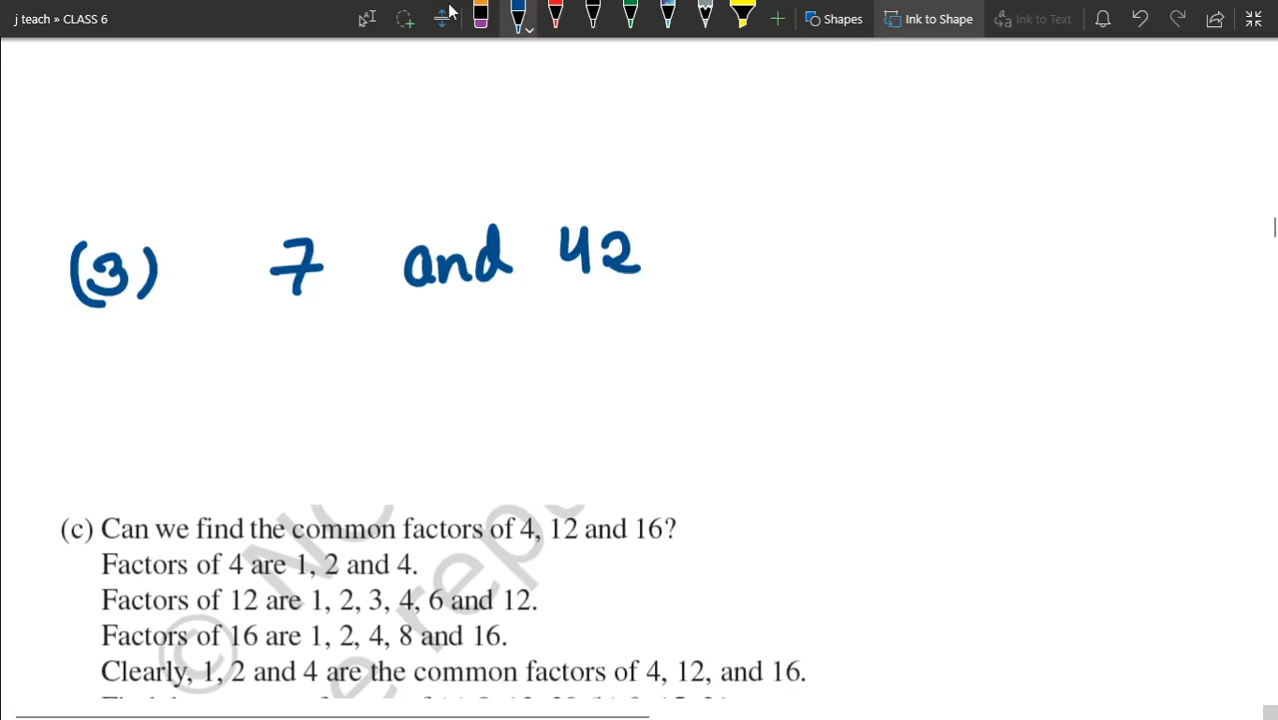 j teach » CLASS 6
Shapes Ink to Shape Ink to Text
(3) 7 and 42
(c) Can we find the common factors of 4, 12 and 16?
Factors of 4 are 1, 2 and 4.
Factors of 12 are 1, 2, 3, 4, 6 and 12.
Factors of 16 are 1, 2, 4, 8 and 16.
Clearly, 1, 2 and 4 are the common factors of 4, 12, and 16.